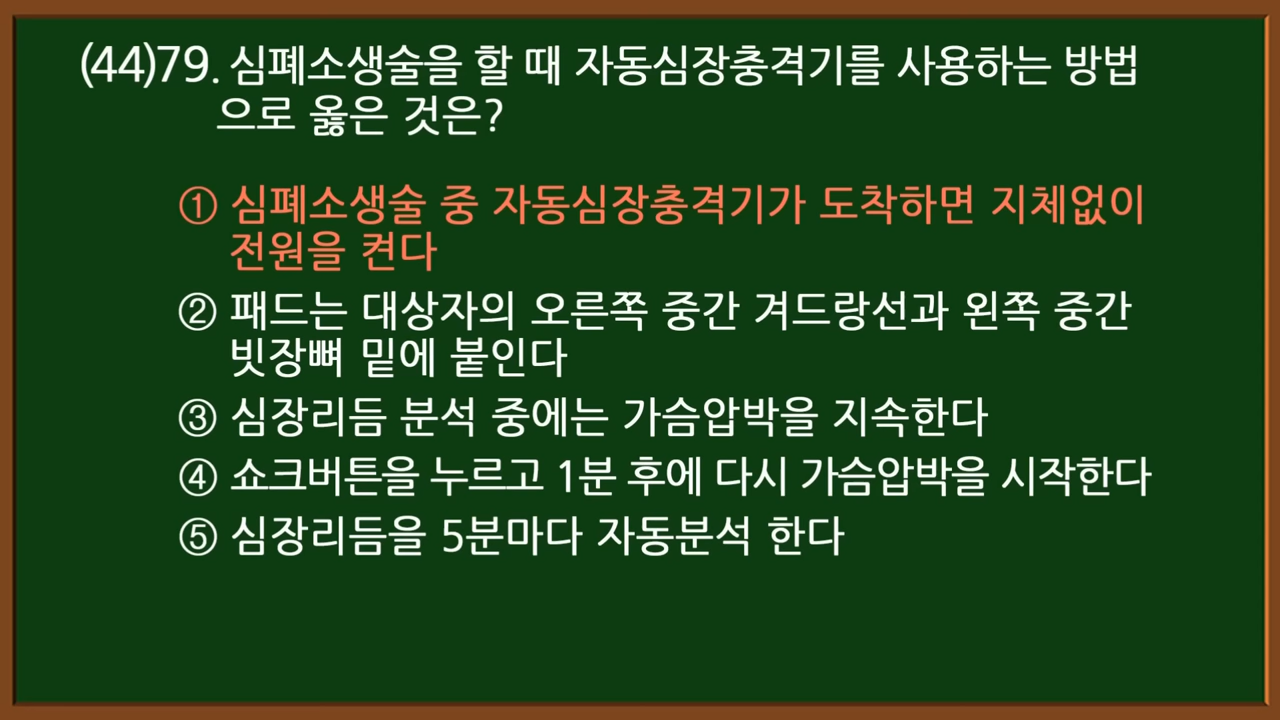 (44)79. 심폐소생술을 할 때 자동심장충격기를 사용하는 방법
으로 옳은 것은?
① 심폐소생술 중 자동심장충격기가 도착하면 지체없이
전원을 켠다
② 패드는 대상자의 오른쪽 중간 겨드랑선과 왼쪽 중간
빗장뼈 밑에 붙인다
③ 심장리듬 분석 중에는 가슴압박을 지속한다
④ 쇼크버튼을 누르고 1분 후에 다시 가슴압박을 시작한다
⑤ 심장리듬을 5분마다 자동분석 한다